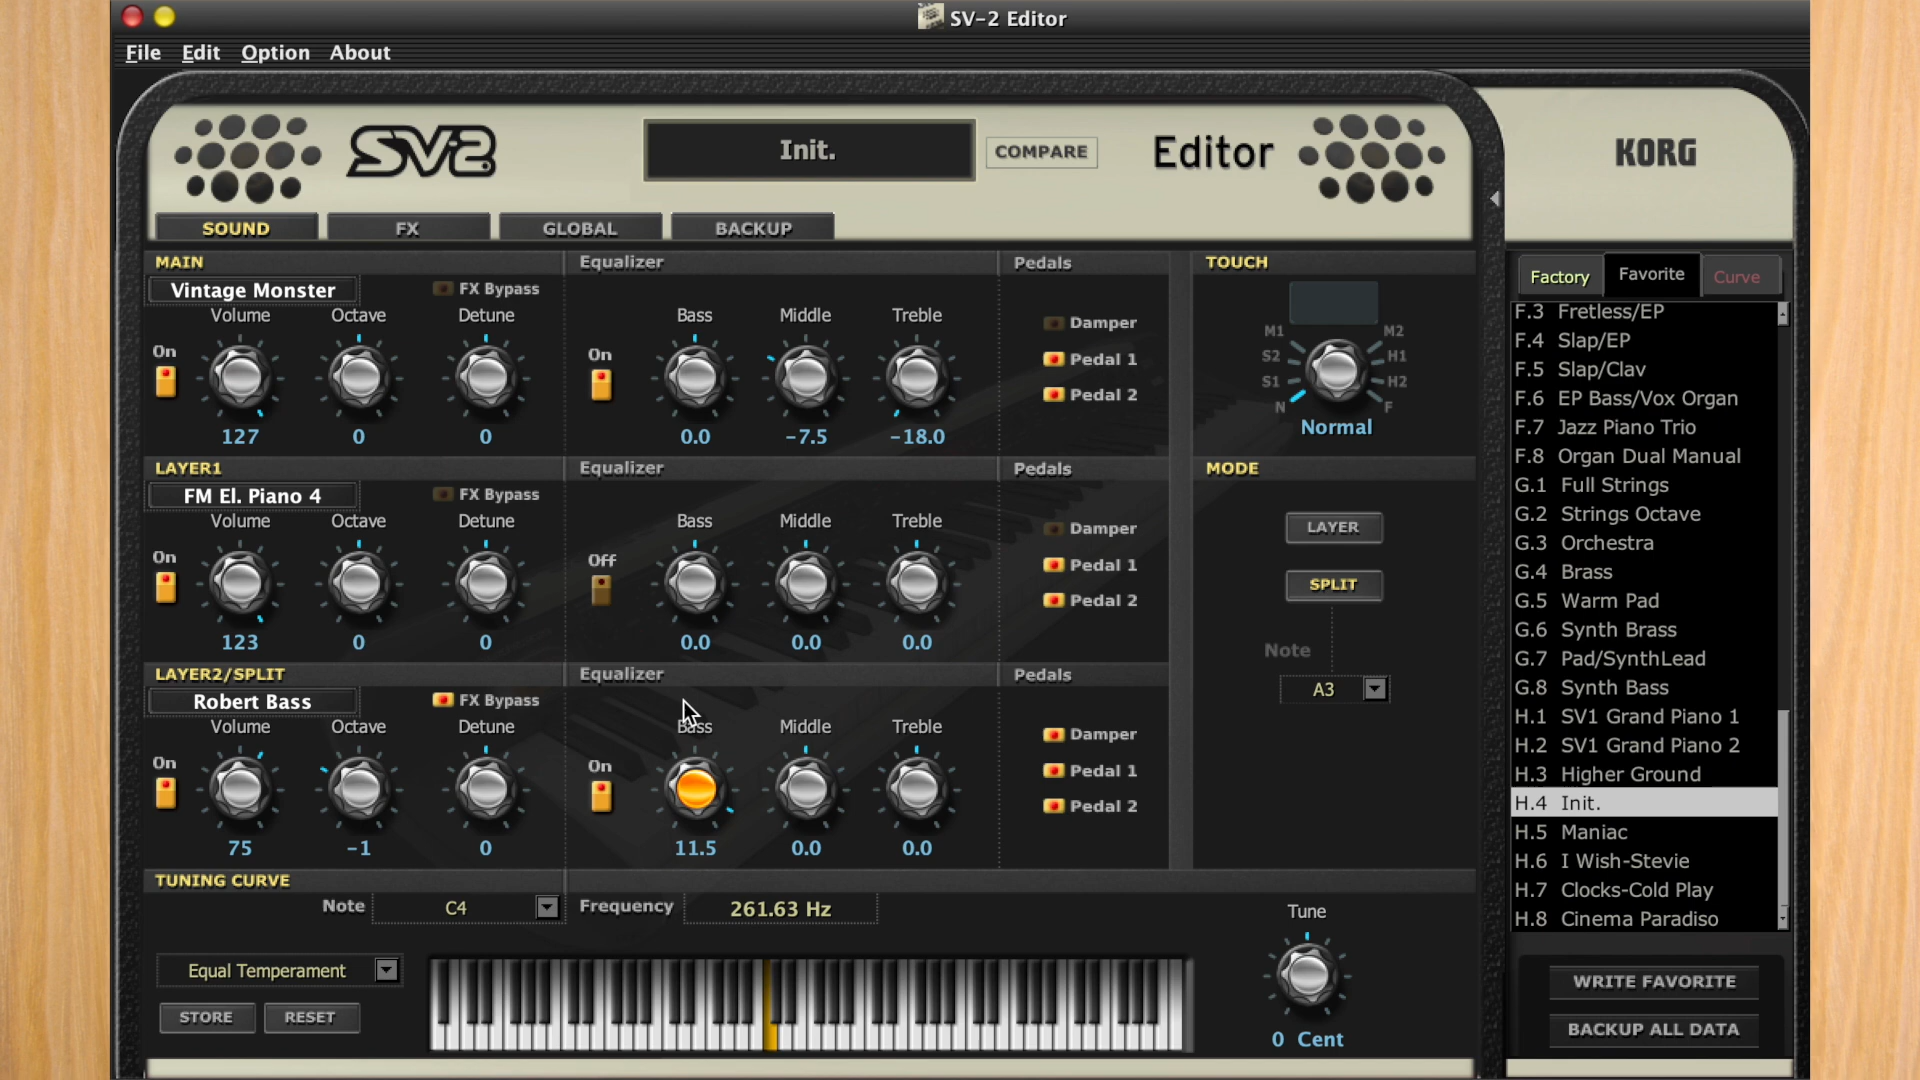 SV-2 Editor
File Edit Option About
SV-2
Init.
COMPARE
Editor
KORG
SOUND FX GLOBAL BACKUP
MAIN
Vintage Monster
FX Bypass
Volume Octave Detune
On
127 0 0
Equalizer
Bass Middle Treble
On
0.0 -7.5 -18.0
Pedals
Damper
Pedal 1
Pedal 2
LAYER1
FM El. Piano 4
FX Bypass
Volume Octave Detune
On
123 0 0
Equalizer
Bass Middle Treble
Off
0.0 0.0 0.0
Pedals
Damper
Pedal 1
Pedal 2
LAYER2/SPLIT
Robert Bass
FX Bypass
Volume Octave Detune
On
75 -1 0
Equalizer
Bass Middle Treble
On
11.5 0.0 0.0
Pedals
Damper
Pedal 1
Pedal 2
TOUCH
M1 M2
S2 H1
S1 H2
N F
Normal
MODE
LAYER
SPLIT
Note
A3
TUNING CURVE
Note C4 Frequency 261.63 Hz
Equal Temperament
STORE RESET
Tune
0 Cent
Factory Favorite Curve
F.3 Fretless/EP
F.4 Slap/EP
F.5 Slap/Clav
F.6 EP Bass/Vox Organ
F.7 Jazz Piano Trio
F.8 Organ Dual Manual
G.1 Full Strings
G.2 Strings Octave
G.3 Orchestra
G.4 Brass
G.5 Warm Pad
G.6 Synth Brass
G.7 Pad/SynthLead
G.8 Synth Bass
H.1 SV1 Grand Piano 1
H.2 SV1 Grand Piano 2
H.3 Higher Ground
H.4 Init.
H.5 Maniac
H.6 I Wish-Stevie
H.7 Clocks-Cold Play
H.8 Cinema Paradiso
WRITE FAVORITE
BACKUP ALL DATA